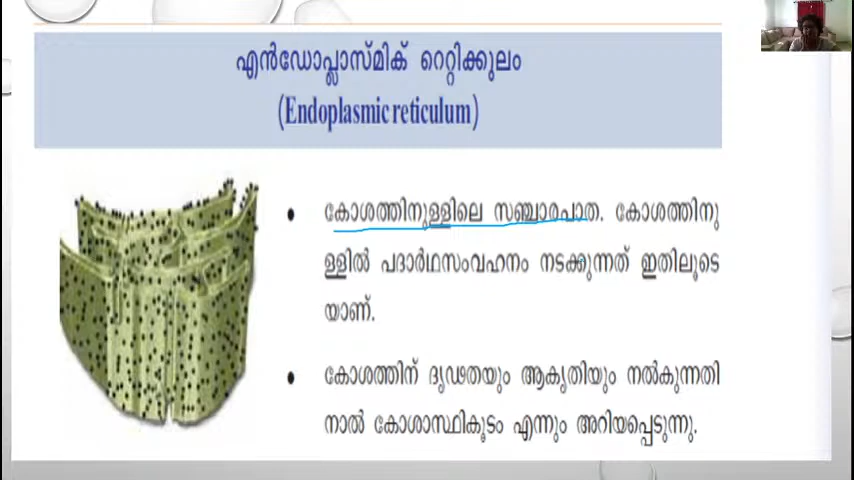 എൻഡോപ്ലാസ്മിക് റെറ്റിക്കുലം
(Endoplasmic reticulum)
• കോശത്തിനുള്ളിലെ സഞ്ചാരപാത. കോശത്തിനു
ള്ളിൽ പദാർഥസംവഹനം നടക്കുന്നത് ഇതിലൂടെ
യാണ്.
• കോശത്തിന് ദൃഢതയും ആകൃതിയും നൽകുന്നതി
നാൽ കോശാസ്ഥികൂടം എന്നും അറിയപ്പെടുന്നു.